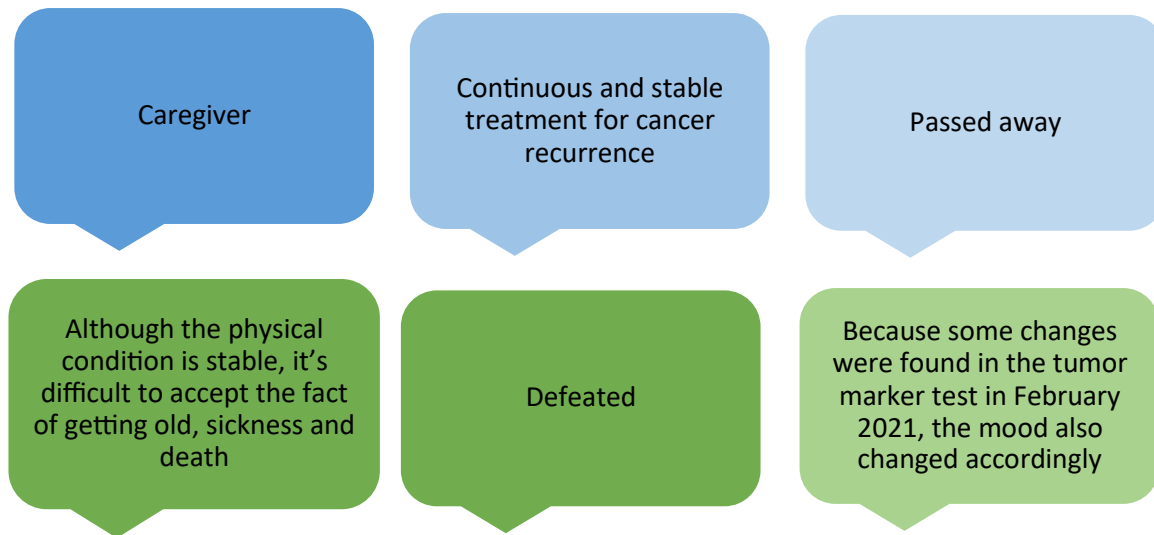 Caregiver
Continuous and stable
treatment for cancer
recurrence
Passed away
Although the physical
condition is stable, it’s
difficult to accept the fact
of getting old, sickness and
death
Defeated
Because some changes
were found in the tumor
marker test in February
2021, the mood also
changed accordingly